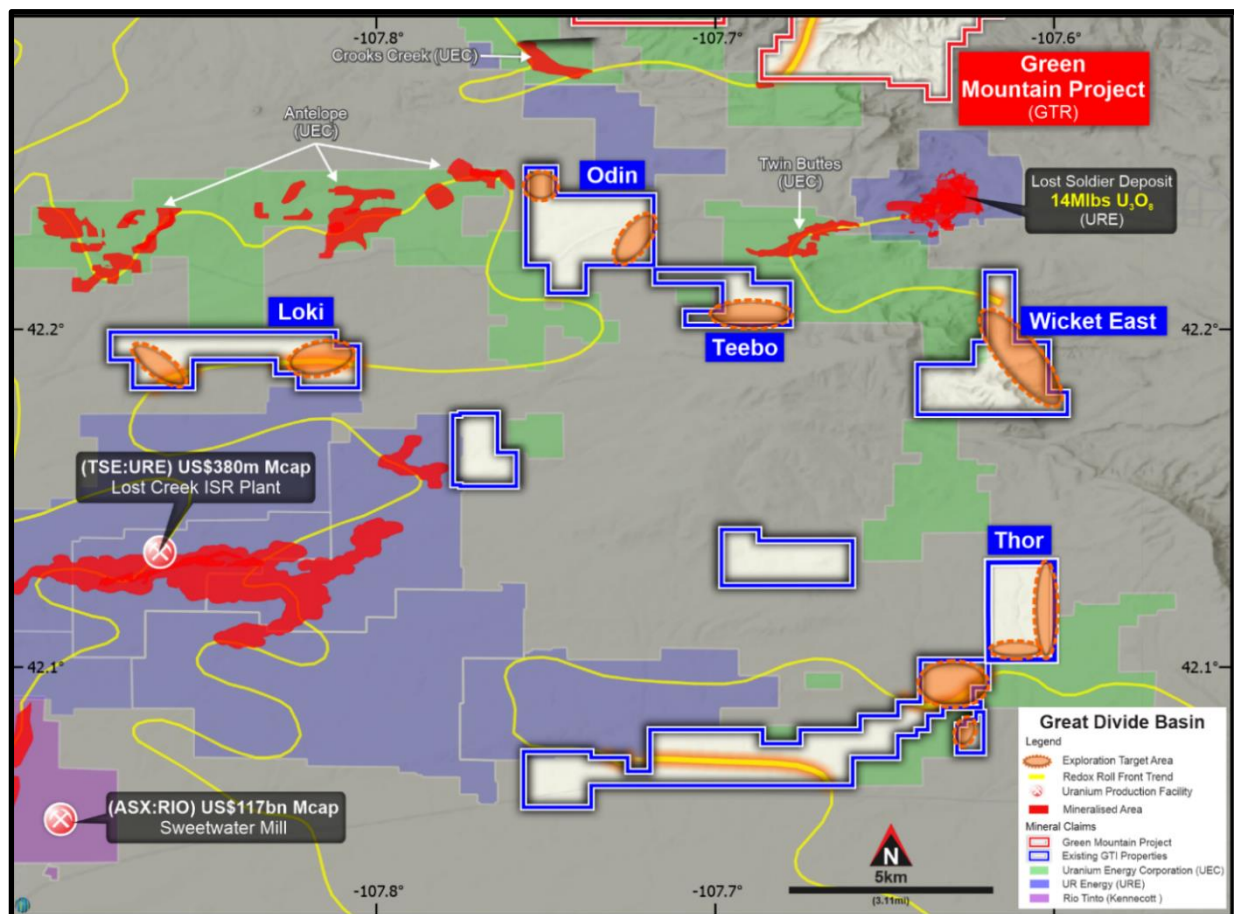 -107.8
-107.7
-107.6
Crooks Creek (UEC)
Green
Mountain Project
(GTR)
Antelope
(UEC)
Odin
Twin Buttes
(UEC)
Lost Soldier Deposit
14Mlbs U₃O₈
(URE)
42.2°
Loki
Teebo
Wicket East
42.2°
(TSE:URE) US$380m Mcap
Lost Creek ISR Plant
Thor
42.1°
42.1°
(ASX:RIO) US$117bn Mcap
Sweetwater Mill
N
5km
(3.11mi)
-107.8
-107.7
Great Divide Basin
Legend
Exploration Target Area
Redox Roll Front Trend
Uranium Production Facility
Mineralised Area
Mineral Claims
Green Mountain Project
Existing GTI Properties
Uranium Energy Corporation (UEC)
UR Energy (URE)
Rio Tinto (Kennecott )